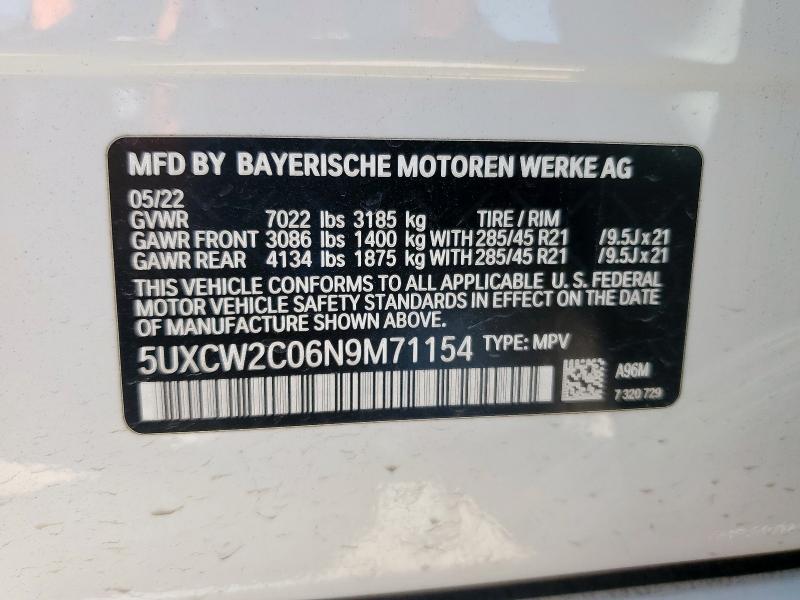 MFD BY BAYERISCHE MOTOREN WERKE AG
05/22
GVWR 7022 lbs 3185 kg TIRE / RIM
GAWR FRONT 3086 lbs 1400 kg WITH 285/45 R21 /9.5J x 21
GAWR REAR 4134 lbs 1875 kg WITH 285/45 R21 /9.5J x 21
THIS VEHICLE CONFORMS TO ALL APPLICABLE U. S. FEDERAL
MOTOR VEHICLE SAFETY STANDARDS IN EFFECT ON THE DATE
OF MANUFACTURE SHOWN ABOVE.
5UXCW2C06N9M71154 TYPE: MPV
A96M
7 320 729